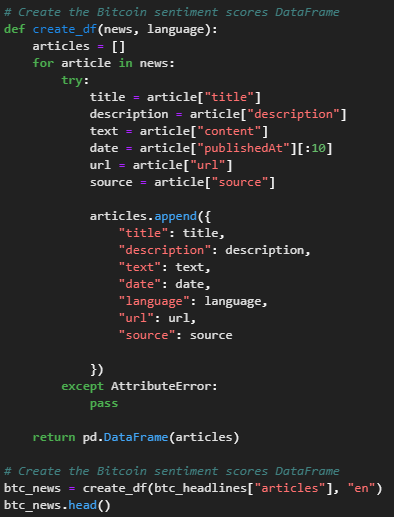 # Create the Bitcoin sentiment scores DataFrame
def create_df(news, language):
    articles = []
    for article in news:
        try:
            title = article["title"]
            description = article["description"]
            text = article["content"]
            date = article["publishedAt"][:10]
            url = article["url"]
            source = article["source"]

            articles.append({
                "title": title,
                "description": description,
                "text": text,
                "date": date,
                "language": language,
                "url": url,
                "source": source

            })
        except AttributeError:
            pass

    return pd.DataFrame(articles)

# Create the Bitcoin sentiment scores DataFrame
btc_news = create_df(btc_headlines["articles"], "en")
btc_news.head()